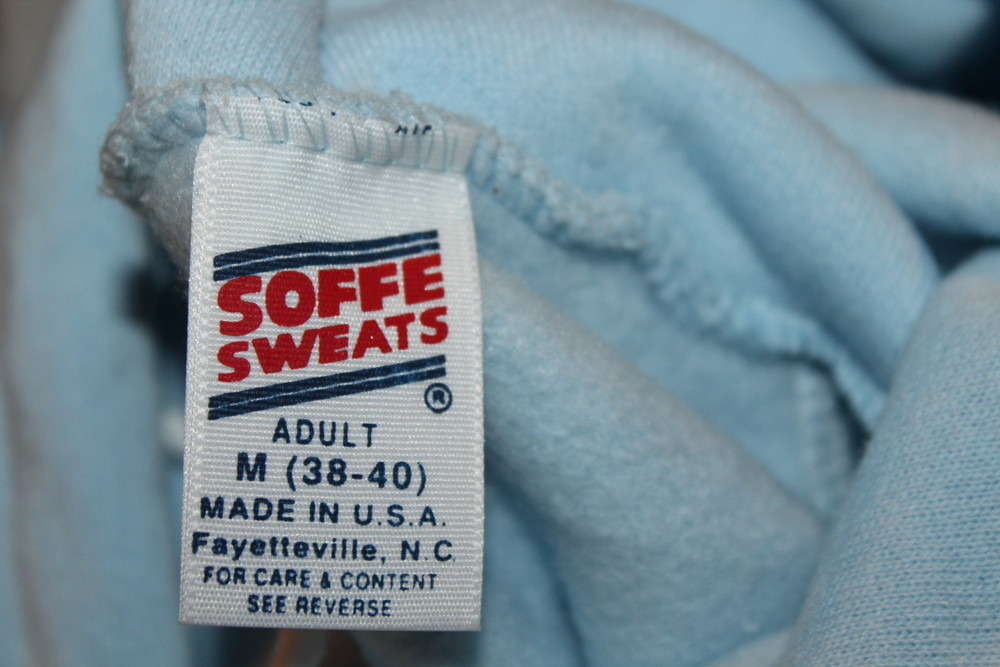 SOFFE
SWEATS
®
ADULT
M (38-40)
MADE IN U.S.A.
Fayetteville, N.C.
FOR CARE & CONTENT
SEE REVERSE